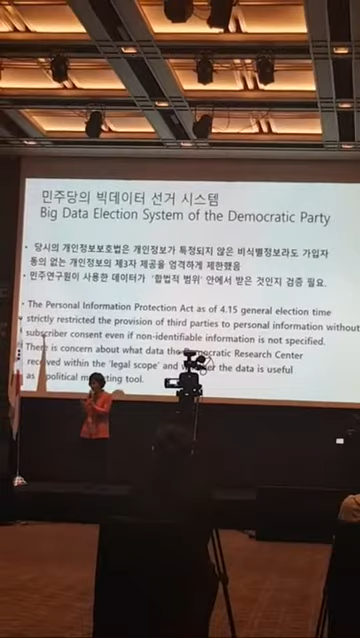 민주당의 빅데이터 선거 시스템
Big Data Election System of the Democratic Party
• 당시의 개인정보보호법은 개인정보가 특정되지 않은 비식별정보라도 가입자
동의 없는 개인정보의 제3자 제공을 엄격하게 제한했음
• 민주연구원이 사용한 데이터가 '합법적 범위' 안에서 받은 것인지 검증 필요.
• The Personal Information Protection Act as of 4.15 general election time
strictly restricted the provision of third parties to personal information without
subscriber consent even if non-identifiable information is not specified.
There is concern about what data the Research Center
received within the 'legal scope' and the data is useful
as political tool.